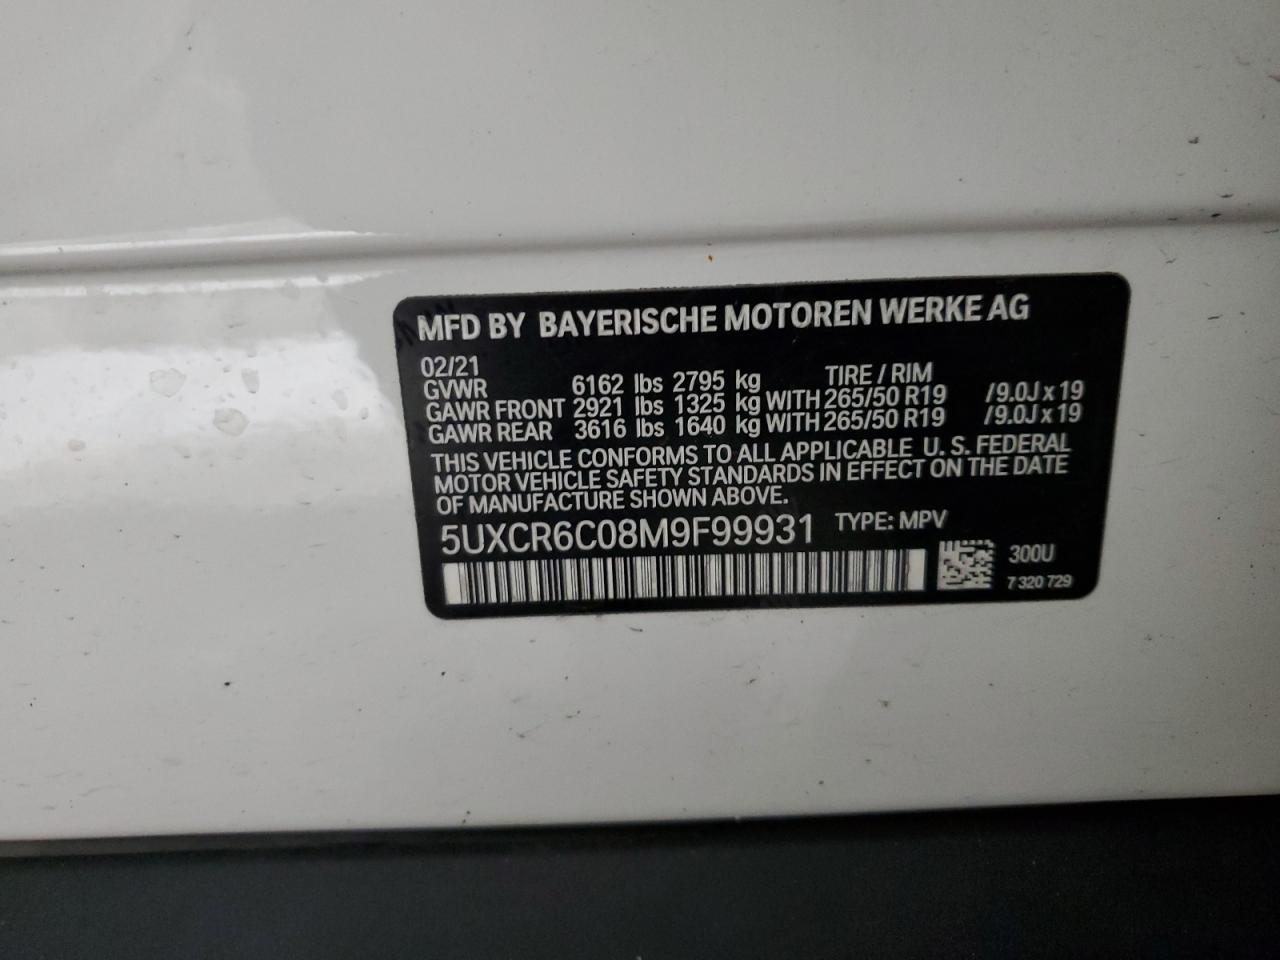 MFD BY BAYERISCHE MOTOREN WERKE AG
02/21 TIRE / RIM
GVWR 6162 lbs 2795 kg
GAWR FRONT 2921 lbs 1325 kg WITH 265/50 R19 /9.0J x 19
GAWR REAR 3616 lbs 1640 kg WITH 265/50 R19 /9.0J x 19
THIS VEHICLE CONFORMS TO ALL APPLICABLE U. S. FEDERAL
MOTOR VEHICLE SAFETY STANDARDS IN EFFECT ON THE DATE
OF MANUFACTURE SHOWN ABOVE.
5UXCR6C08M9F99931 TYPE: MPV
300U
7 320 729